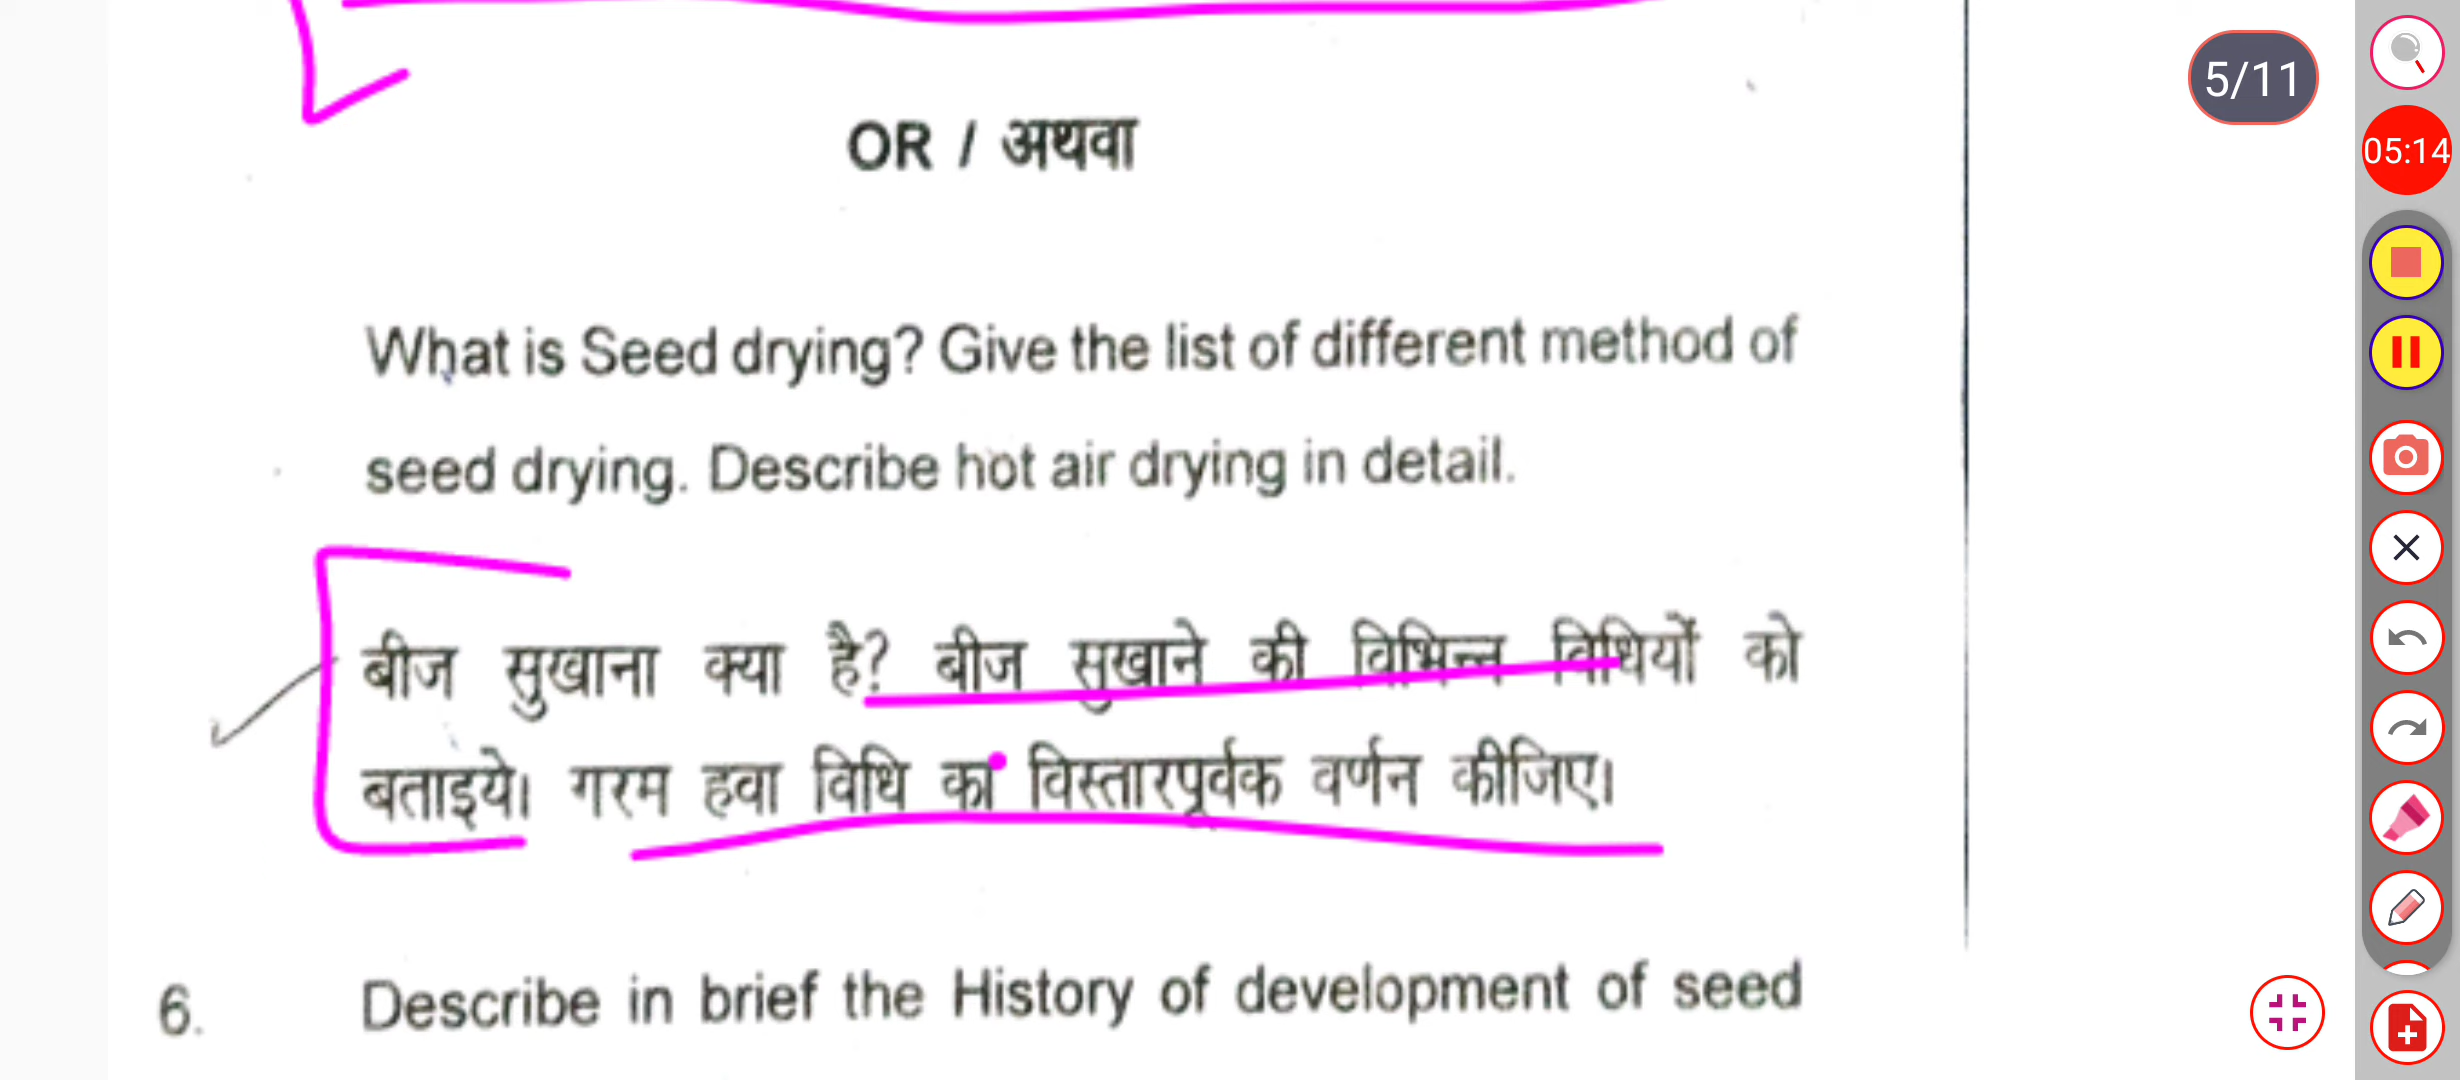 5/11
05:14
OR / अथवा
What is Seed drying? Give the list of different method of
seed drying. Describe hot air drying in detail.
बीज सुखाना क्या है? बीज सुखाने की विभिन्न विधियों को
बताइये। गरम हवा विधि का विस्तारपूर्वक वर्णन कीजिए।
6. Describe in brief the History of development of seed